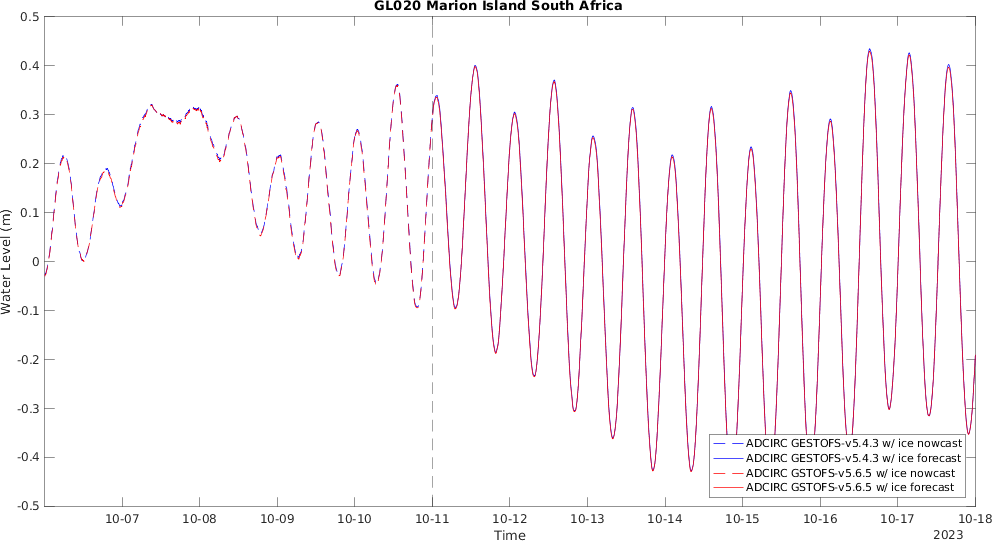 GL020 Marion Island South Africa
0.5
0.4
0.3
0.2
0.1
0
-0.1
-0.2
-0.3
-0.4
-0.5
Water Level (m)
ADCIRC GESTOFS-v5.4.3 w/ ice nowcast
ADCIRC GESTOFS-v5.4.3 w/ ice forecast
ADCIRC GSTOFS-v5.6.5 w/ ice nowcast
ADCIRC GSTOFS-v5.6.5 w/ ice forecast
10-07 10-08 10-09 10-10 10-11 10-12 10-13 10-14 10-15 10-16 10-17 10-18
Time
2023